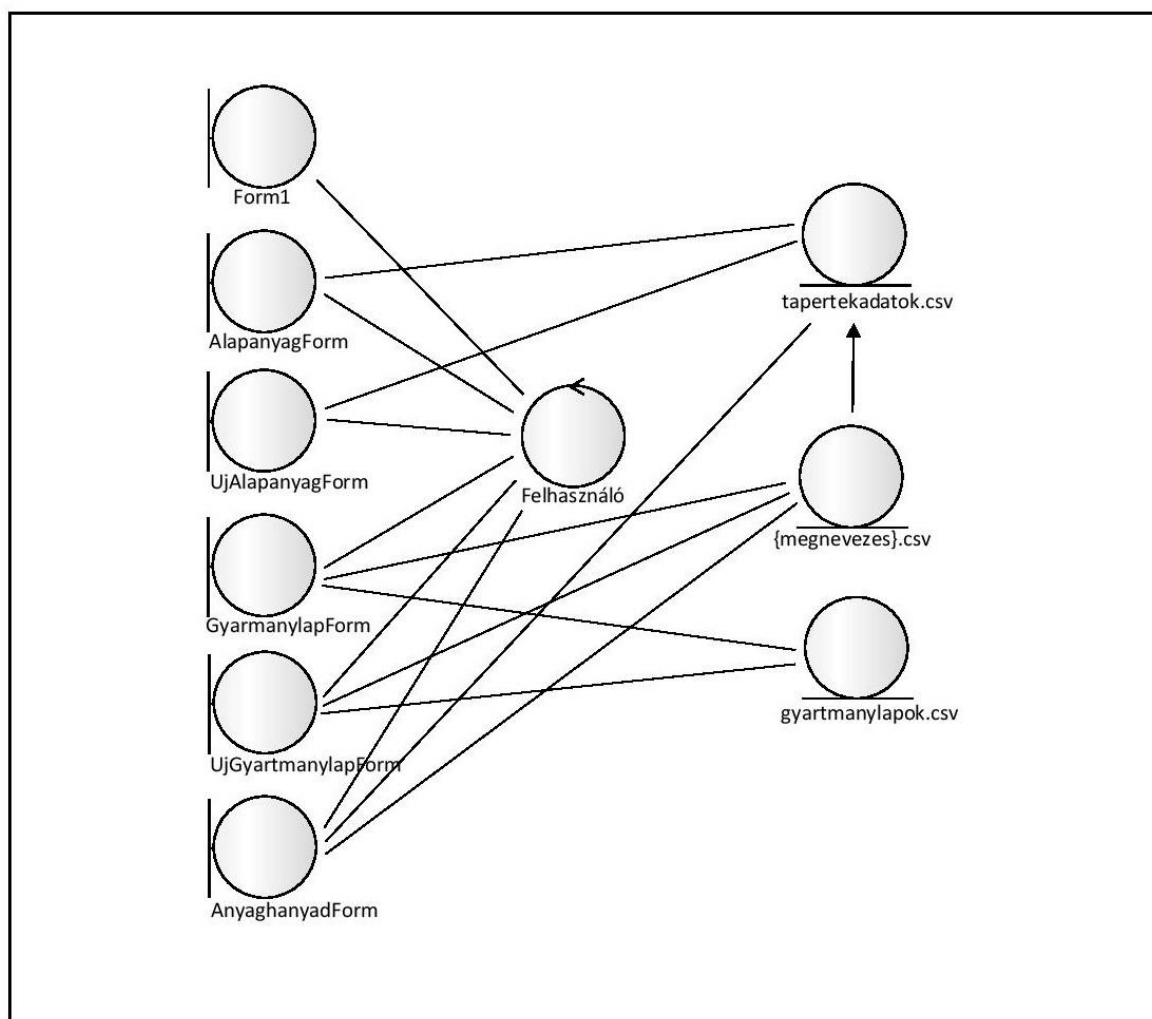 Form1
AlapanyagForm
UjAlapanyagForm
GyarmanylapForm
UjGyartmanylapForm
AnyaghanyadForm
Felhasználó
tapertekadatok.csv
{megnevezes}.csv
gyartmanylapok.csv